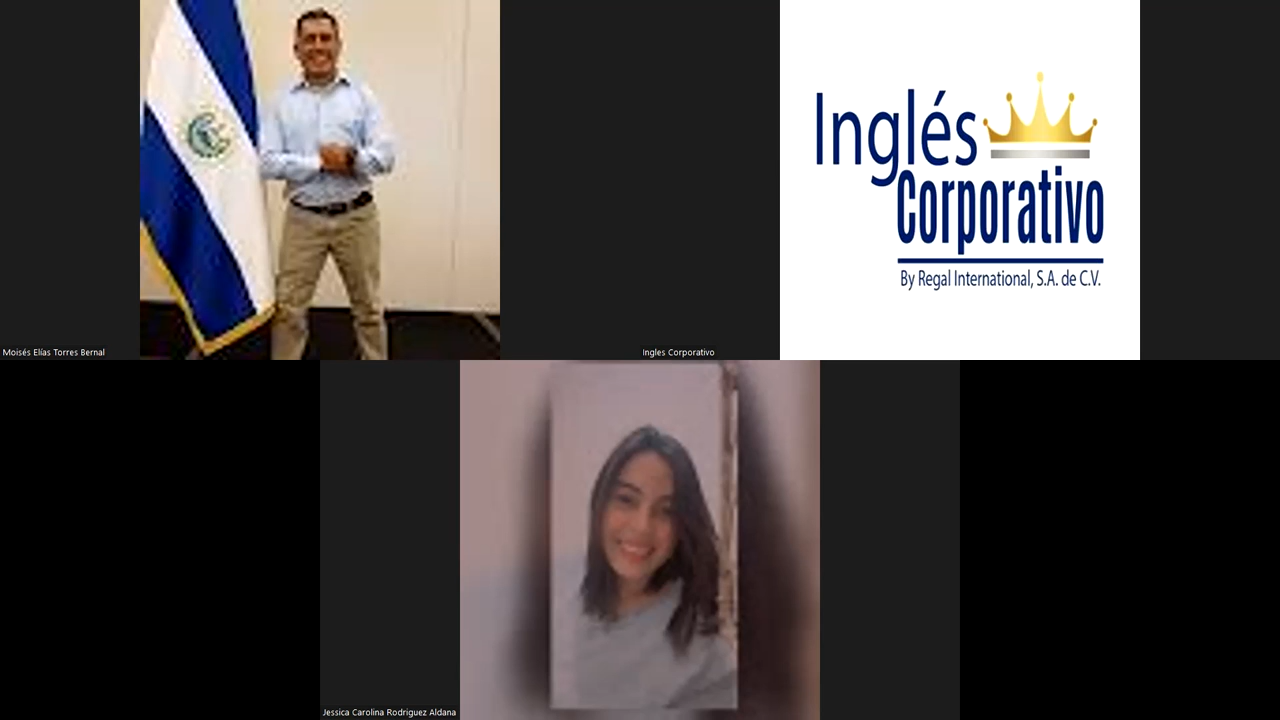 Inglés
Corporativo
By Regal International, S.A. de C.V.
Moisés Elías Torres Bernal
Ingles Corporativo
Jessica Carolina Rodriguez Aldana